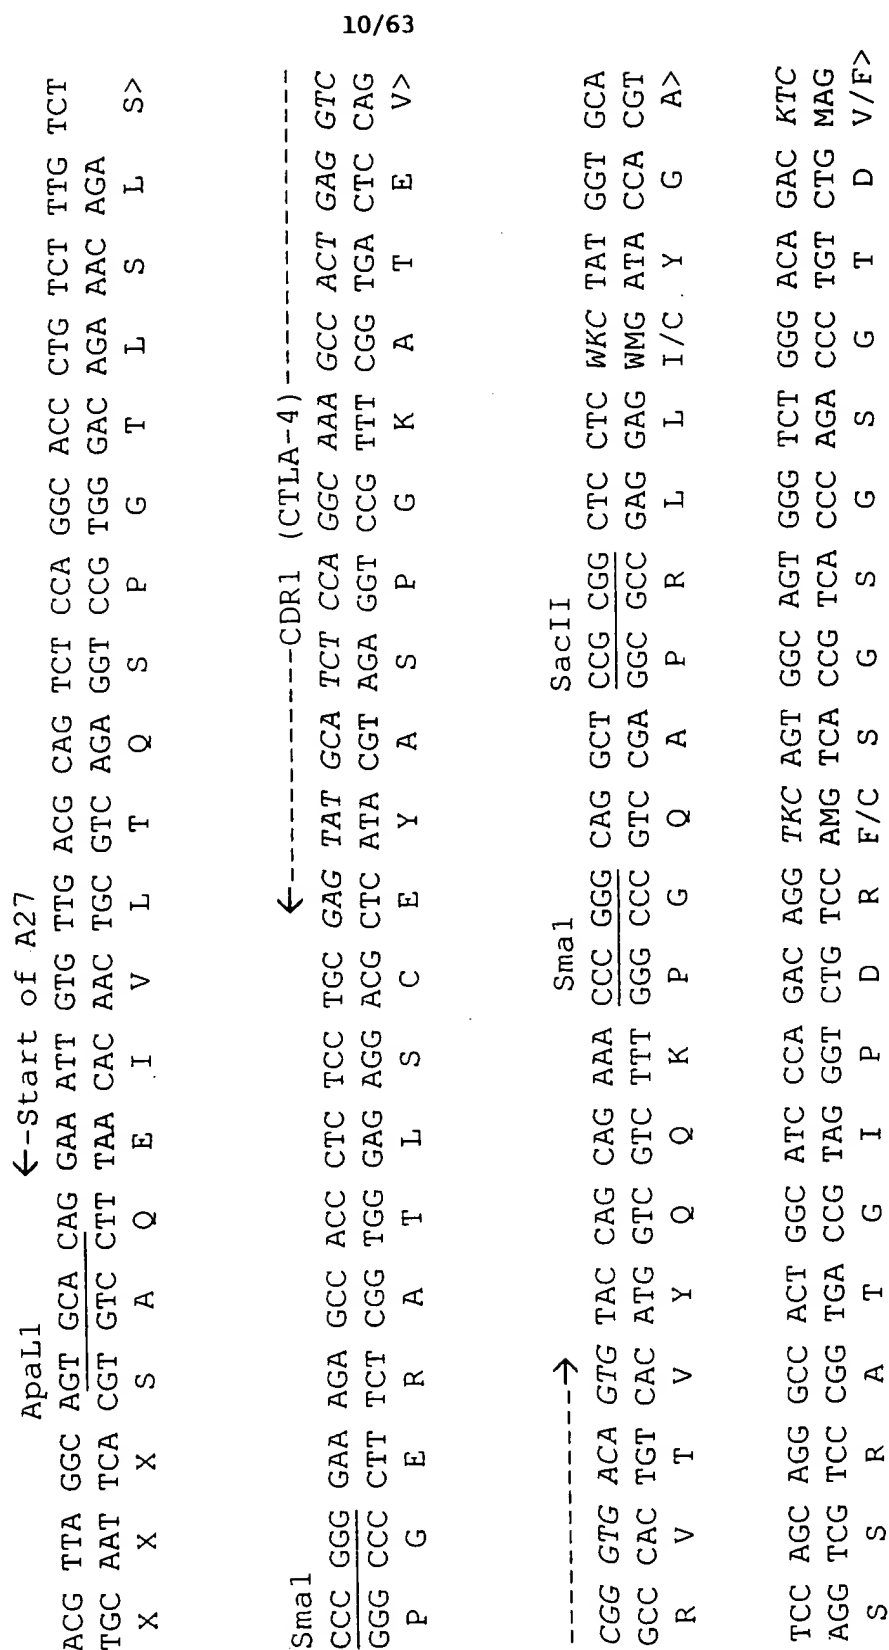 10/63
ApaL1 ←-Start of A27
ACG TTA GGC AGT GCA CAG GAA ATT GTG TTG ACG CAG TCT CCA GGC ACC CTG TCT TTG TCT
TGC AAT TCA CGT GTC CTT TAA CAC AAC TGC GTC AGA GGT CCG TGG GAC AGA AAC AGA
X X X S A Q E I V L T Q S P G T L S L S>
Sma1 ←-----------CDR1 (CTLA-4)---------------------
CCC GGG GAA AGA GCC ACC CTC TCC TGC GAG TAT GCA TCT CCA GGC AAA GCC ACT GAG GTC
GGG CCC CTT TCT CGG TGG GAG AGG ACG CTC ATA CGT AGA GGT CCG TTT CGG TGA CTC CAG
P G E R A T L S C E Y A S P G K A T E V>
--------------→ Sma1 SacII
CGG GTG ACA GTG TAC CAG CAG AAA CCC GGG CAG GCT CCG CGG CTC CTC WKC TAT GGT GCA
GCC CAC TGT CAC ATG GTC GTC TTT GGG CCC GTC CGA GGC GCC GAG GAG WMG ATA CCA CGT
R V T V Y Q Q K P G Q A P R L L I/C Y G A>
TCC AGC AGG GCC ACT GGC ATC CCA GAC AGG TKC AGT GGC AGT GGG TCT GGG ACA GAC KTC
AGG TCG TCC CGG TGA CCG TAG GGT CTG TCC AMG TCA CCG TCA CCC AGA CCC TGT CTG MAG
S S R A T G I P D R F/C S G S G S G T D V/F>